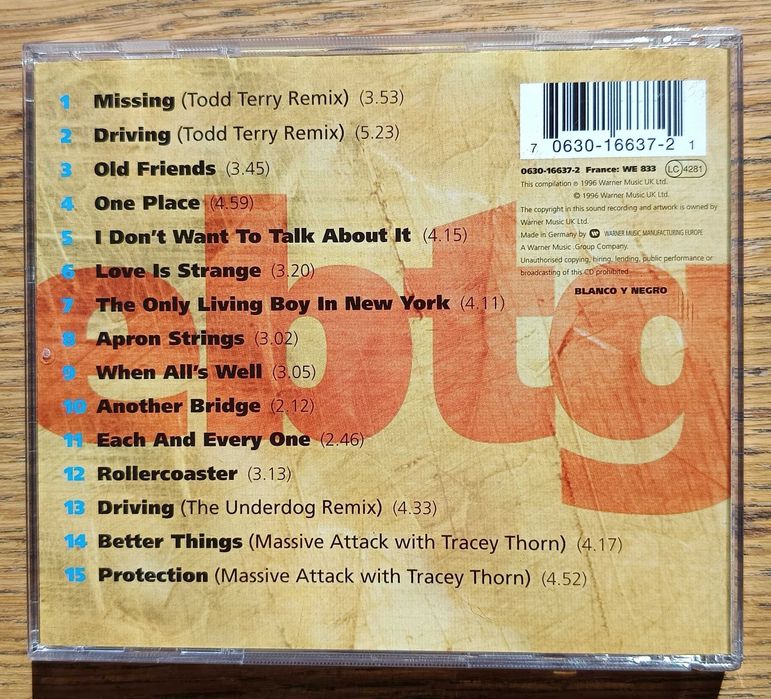 1 Missing (Todd Terry Remix) (3.53)
2 Driving (Todd Terry Remix) (5.23)
3 Old Friends (3.45)
4 One Place (4.59)
5 I Don't Want To Talk About It (4.15)
6 Love Is Strange (3.20)
7 The Only Living Boy In New York (4.11)
8 Apron Strings (3.02)
9 When All's Well (3.05)
10 Another Bridge (2.12)
11 Each And Every One (2.46)
12 Rollercoaster (3.13)
13 Driving (The Underdog Remix) (4.33)
14 Better Things (Massive Attack with Tracey Thorn) (4.17)
15 Protection (Massive Attack with Tracey Thorn) (4.52)
ebtg
7 0630-16637-2 1
0630-16637-2 France: WE 833 LC 4281
This compilation ℗ 1996 Warner Music UK Ltd.
© 1996 Warner Music UK Ltd.
The copyright in this sound recording and artwork is owned by
Warner Music UK Ltd.
Made in Germany by WARNER MUSIC MANUFACTURING EUROPE
A Warner Music Group Company.
Unauthorised copying, hiring, lending, public performance or
broadcasting of this CD prohibited.
BLANCO Y NEGRO